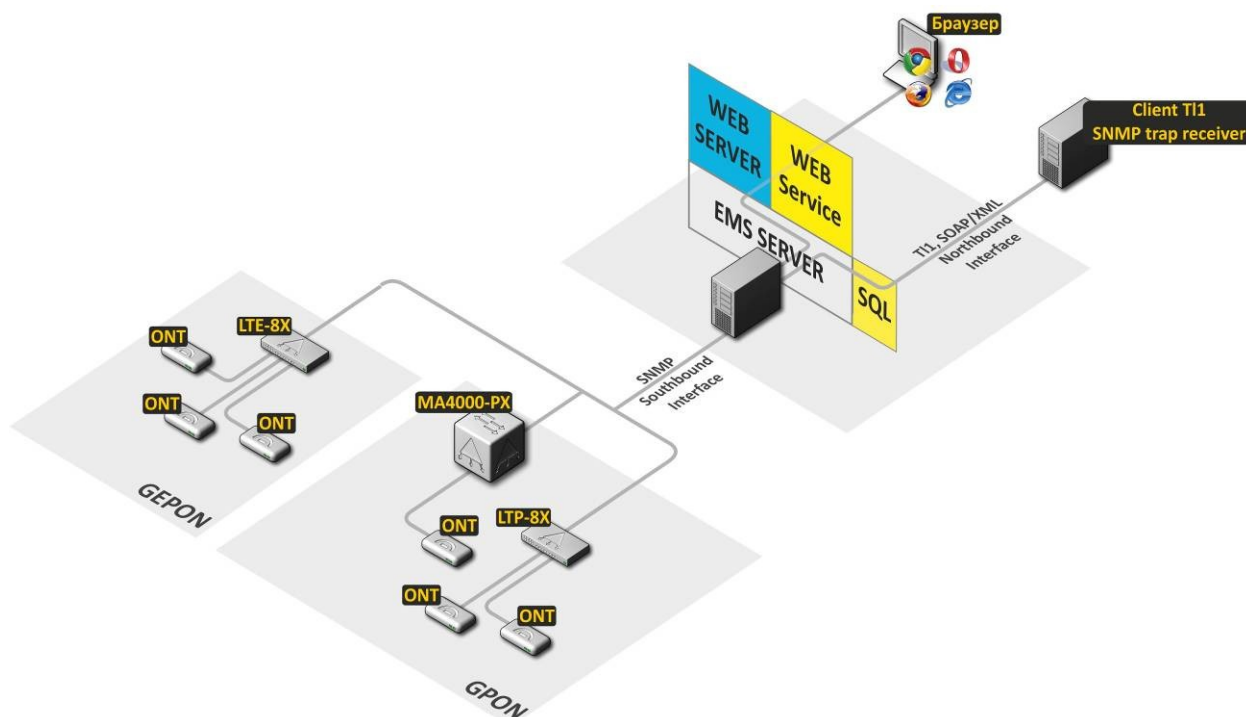 Браузер
Client Tl1
SNMP trap receiver
WEB
SERVER
WEB
Service
EMS SERVER
SQL
Tl1, SOAP/XML
Northbound
Interface
SNMP
Southbound
Interface
LTE-8X
ONT
ONT
ONT
GEPON
MA4000-PX
ONT
LTP-8X
ONT
ONT
GPON